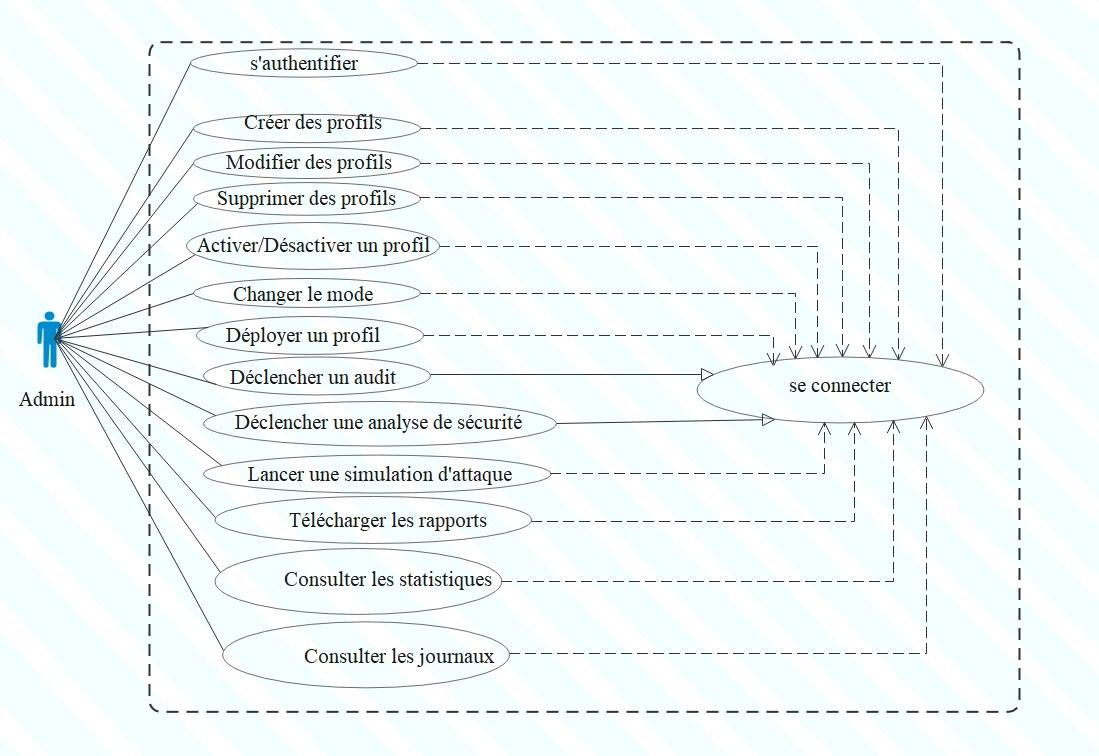 s'authentifier
Créer des profils
Modifier des profils
Supprimer des profils
Activer/Désactiver un profil
Changer le mode
Déployer un profil
Déclencher un audit
se connecter
Admin
Déclencher une analyse de sécurité
Lancer une simulation d'attaque
Télécharger les rapports
Consulter les statistiques
Consulter les journaux